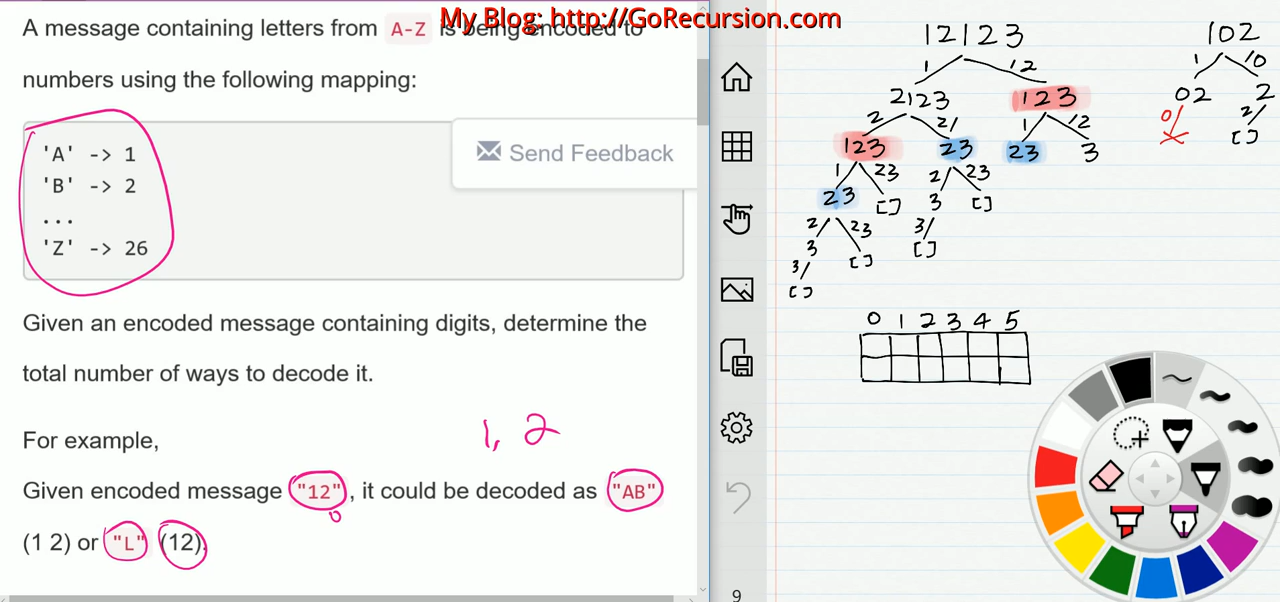 My Blog: http://GoRecursion.com
A message containing letters from A-Z is being encoded to
numbers using the following mapping:
'A' -> 1
'B' -> 2
...
'Z' -> 26
Send Feedback
Given an encoded message containing digits, determine the
total number of ways to decode it.
For example,
1, 2
Given encoded message "12", it could be decoded as "AB"
(1 2) or "L" (12).
12123
1 12
2123 123
2 21 1 12
123 23 23 3
1 23 2 23
23 [] 3 []
2 23 3
3 [] []
3
[]
102
1 10
02 2
0 2
[]
0 1 2 3 4 5
9